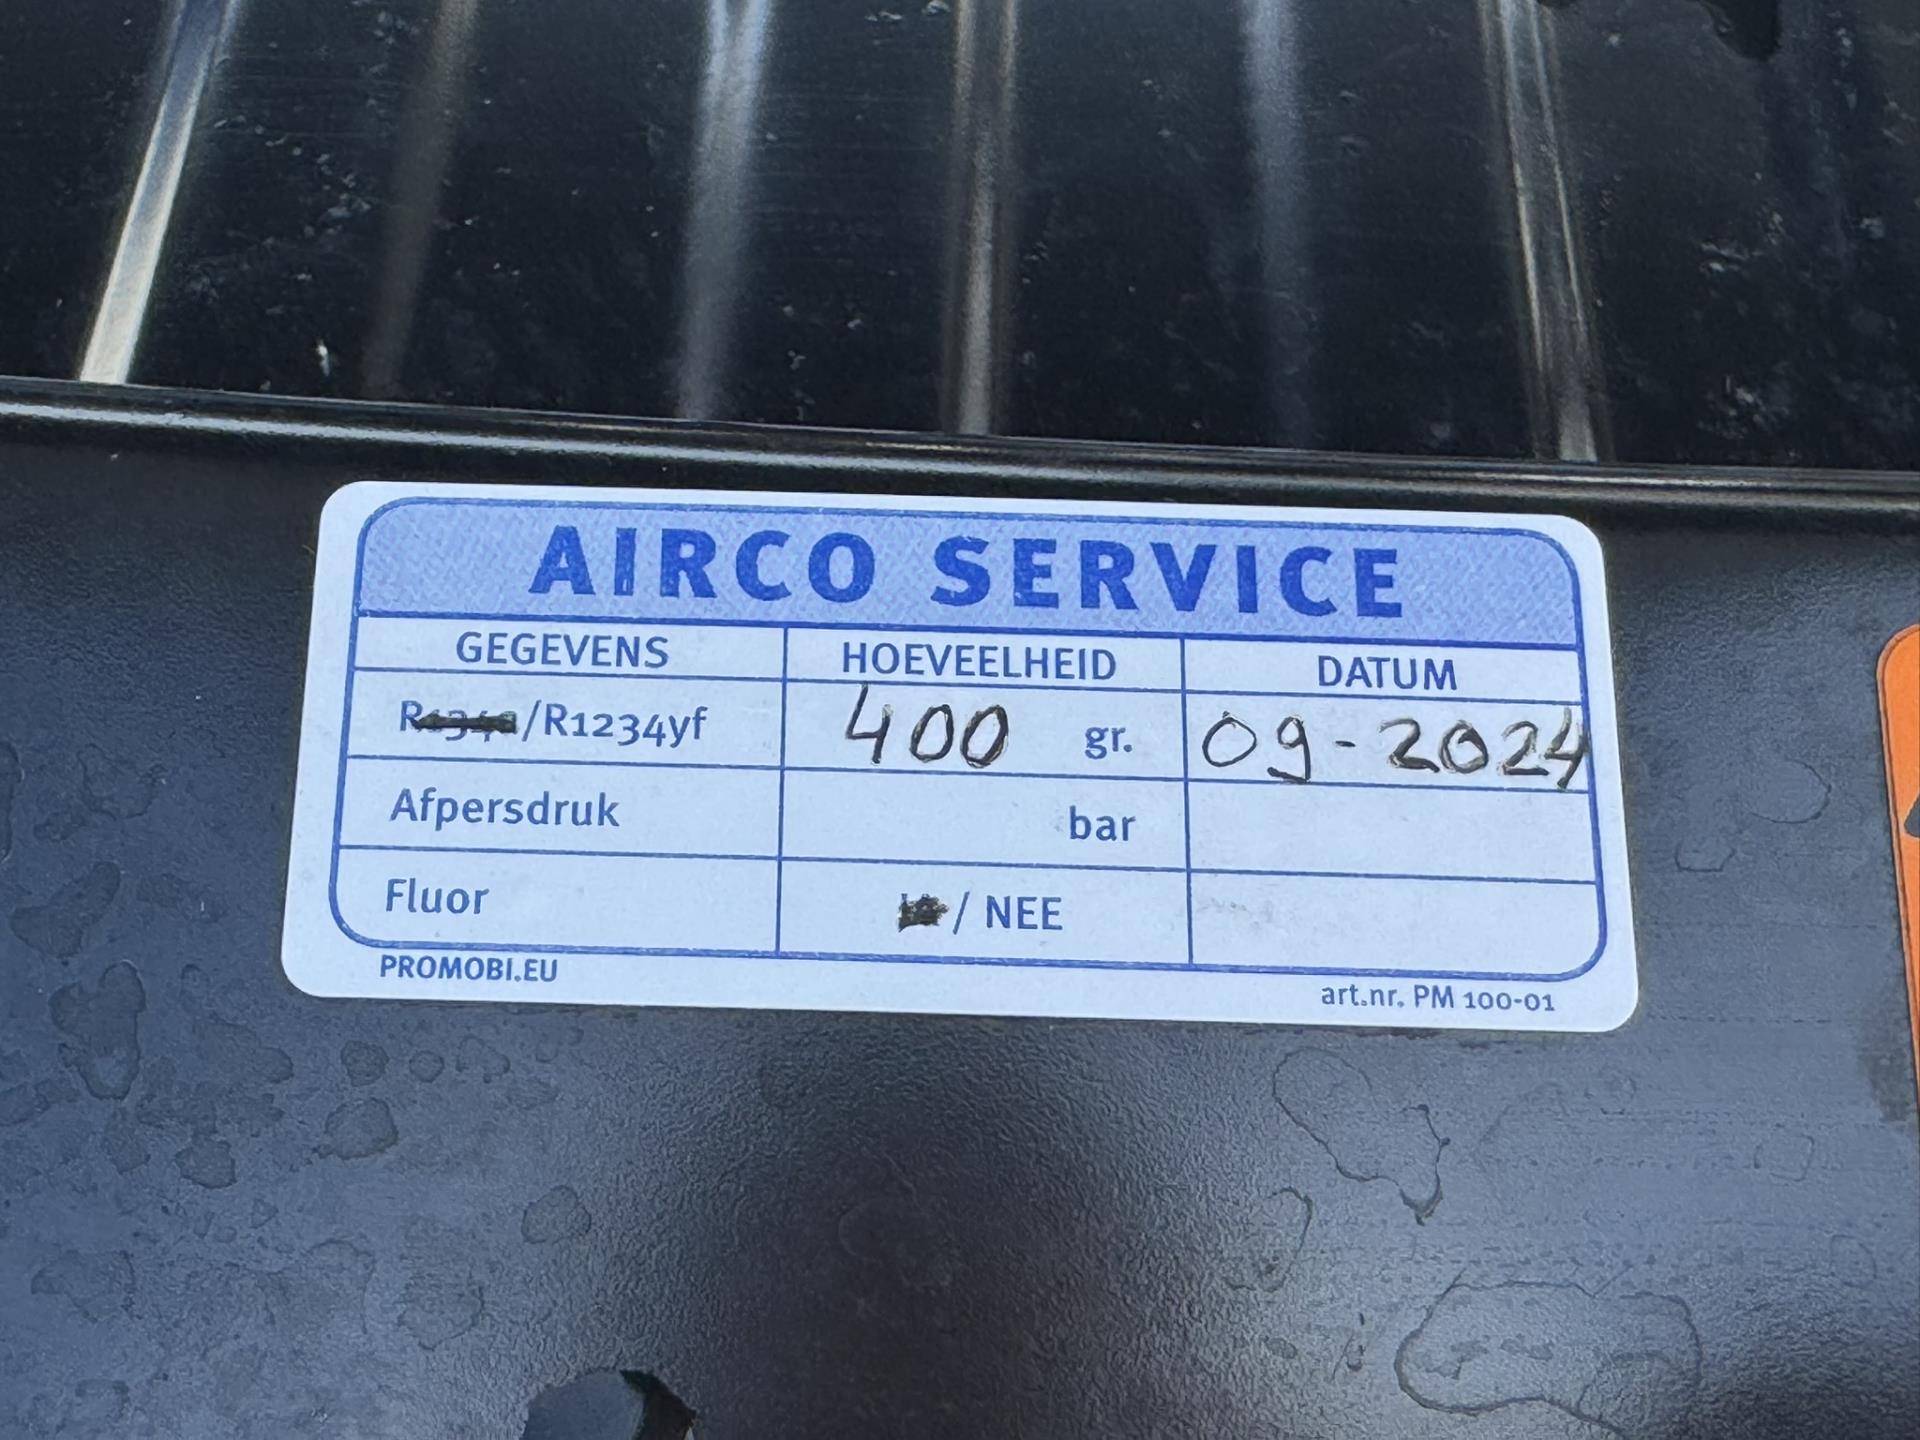 AIRCO SERVICE
GEGEVENS HOEVEELHEID DATUM
R134a/R1234yf 400 gr. 09-2024
Afpersdruk bar
Fluor / NEE
PROMOBI.EU art.nr. PM 100-01